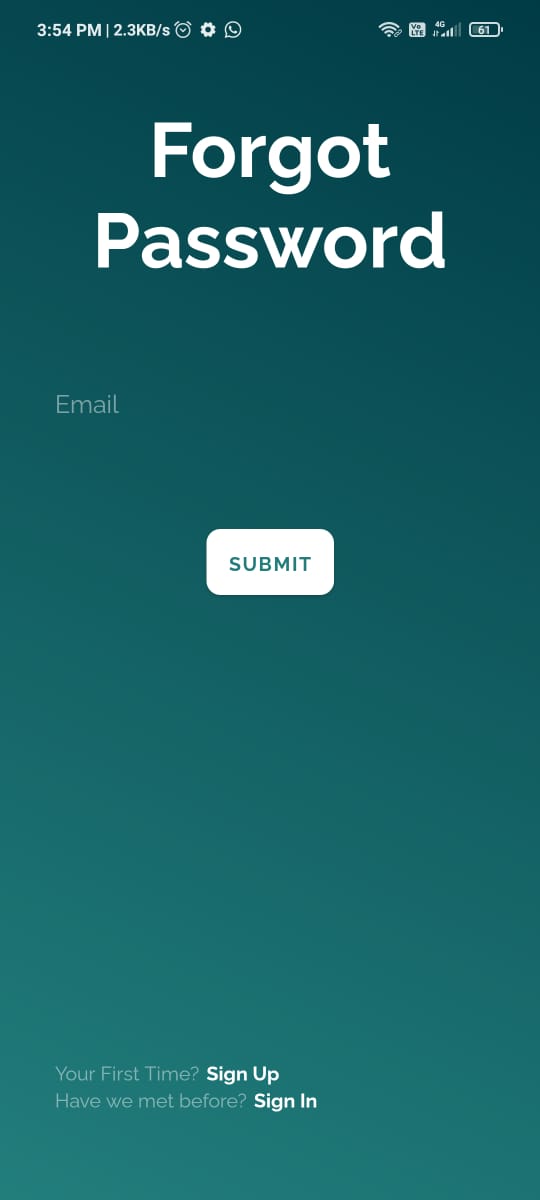 3:54 PM | 2.3KB/s
Vo LTE 4G 61
Forgot
Password
Email
SUBMIT
Your First Time? Sign Up
Have we met before? Sign In